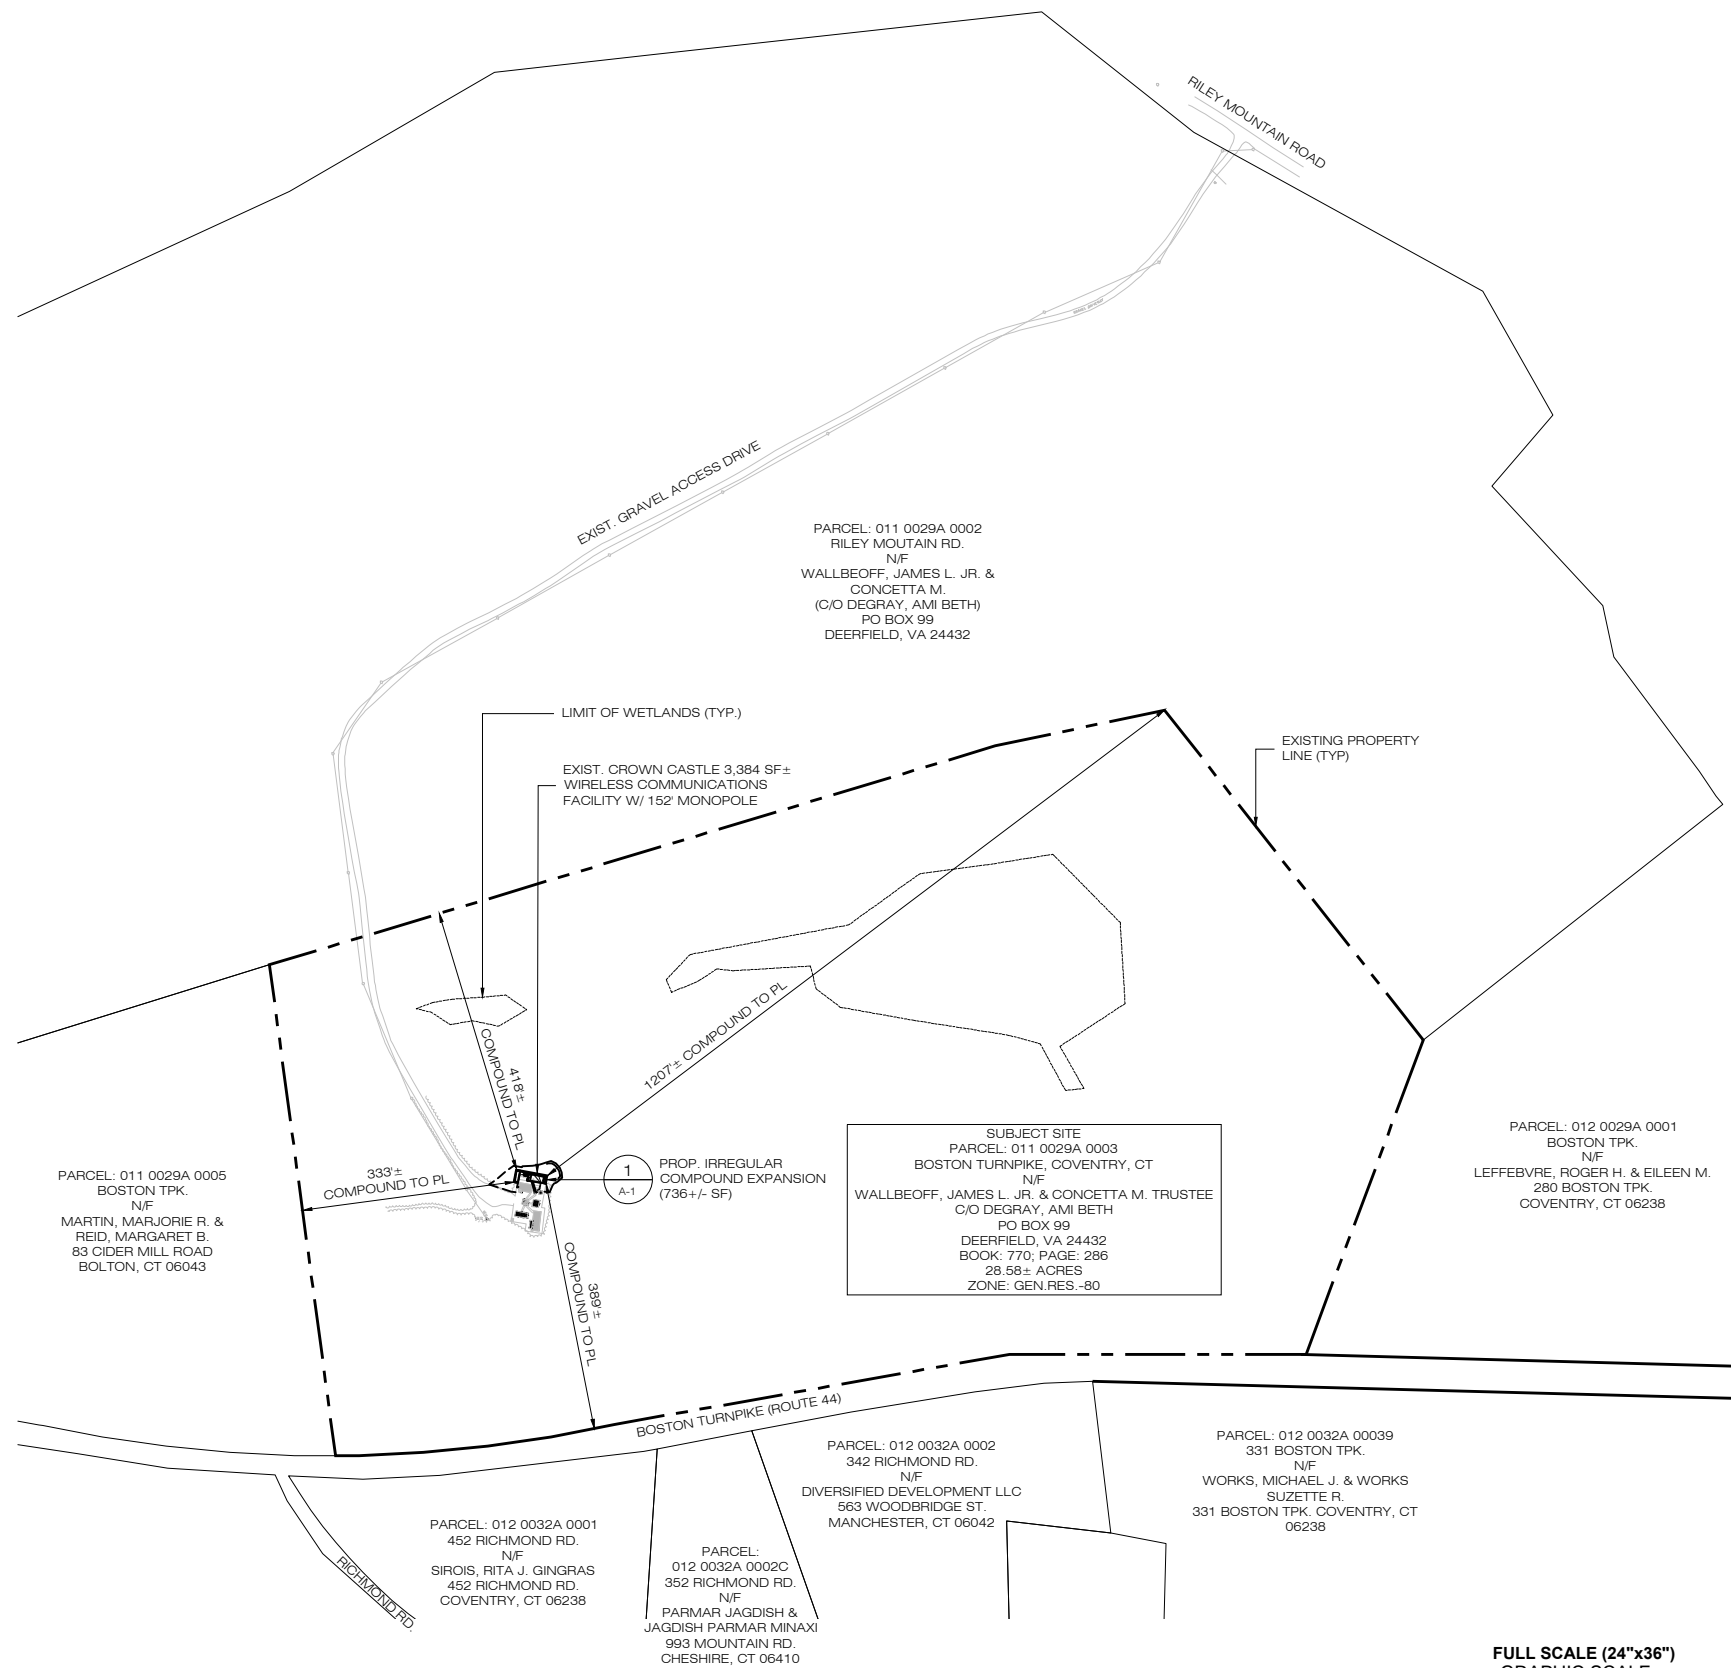 RILEY MOUNTAIN ROAD
EXIST. GRAVEL ACCESS DRIVE
PARCEL: 011 0029A 0002
RILEY MOUTAIN RD.
N/F
WALLBEOFF, JAMES L. JR. &
CONCETTA M.
(C/O DEGRAY, AMI BETH)
PO BOX 99
DEERFIELD, VA 24432
LIMIT OF WETLANDS (TYP.)
EXISTING PROPERTY
LINE (TYP)
EXIST. CROWN CASTLE 3,384 SF±
WIRELESS COMMUNICATIONS
FACILITY W/ 152' MONOPOLE
418'±
COMPOUND TO PL
1207'± COMPOUND TO PL
333'±
COMPOUND TO PL
389'±
COMPOUND TO PL
1
A-1
PROP. IRREGULAR
COMPOUND EXPANSION
(736+/- SF)
SUBJECT SITE
PARCEL: 011 0029A 0003
BOSTON TURNPIKE, COVENTRY, CT
N/F
WALLBEOFF, JAMES L. JR. & CONCETTA M. TRUSTEE
C/O DEGRAY, AMI BETH
PO BOX 99
DEERFIELD, VA 24432
BOOK: 770; PAGE: 286
28.58± ACRES
ZONE: GEN.RES.-80
PARCEL: 012 0029A 0001
BOSTON TPK.
N/F
LEFFEBVRE, ROGER H. & EILEEN M.
280 BOSTON TPK.
COVENTRY, CT 06238
PARCEL: 011 0029A 0005
BOSTON TPK.
N/F
MARTIN, MARJORIE R. &
REID, MARGARET B.
83 CIDER MILL ROAD
BOLTON, CT 06043
BOSTON TURNPIKE (ROUTE 44)
RICHMOND RD.
PARCEL: 012 0032A 0001
452 RICHMOND RD.
N/F
SIROIS, RITA J. GINGRAS
452 RICHMOND RD.
COVENTRY, CT 06238
PARCEL:
012 0032A 0002C
352 RICHMOND RD.
N/F
PARMAR JAGDISH &
JAGDISH PARMAR MINAXI
993 MOUNTAIN RD.
CHESHIRE, CT 06410
PARCEL: 012 0032A 0002
342 RICHMOND RD.
N/F
DIVERSIFIED DEVELOPMENT LLC
563 WOODBRIDGE ST.
MANCHESTER, CT 06042
PARCEL: 012 0032A 00039
331 BOSTON TPK.
N/F
WORKS, MICHAEL J. & WORKS
SUZETTE R.
331 BOSTON TPK. COVENTRY, CT
06238
FULL SCALE (24"x36")
GRAPHIC SCALE